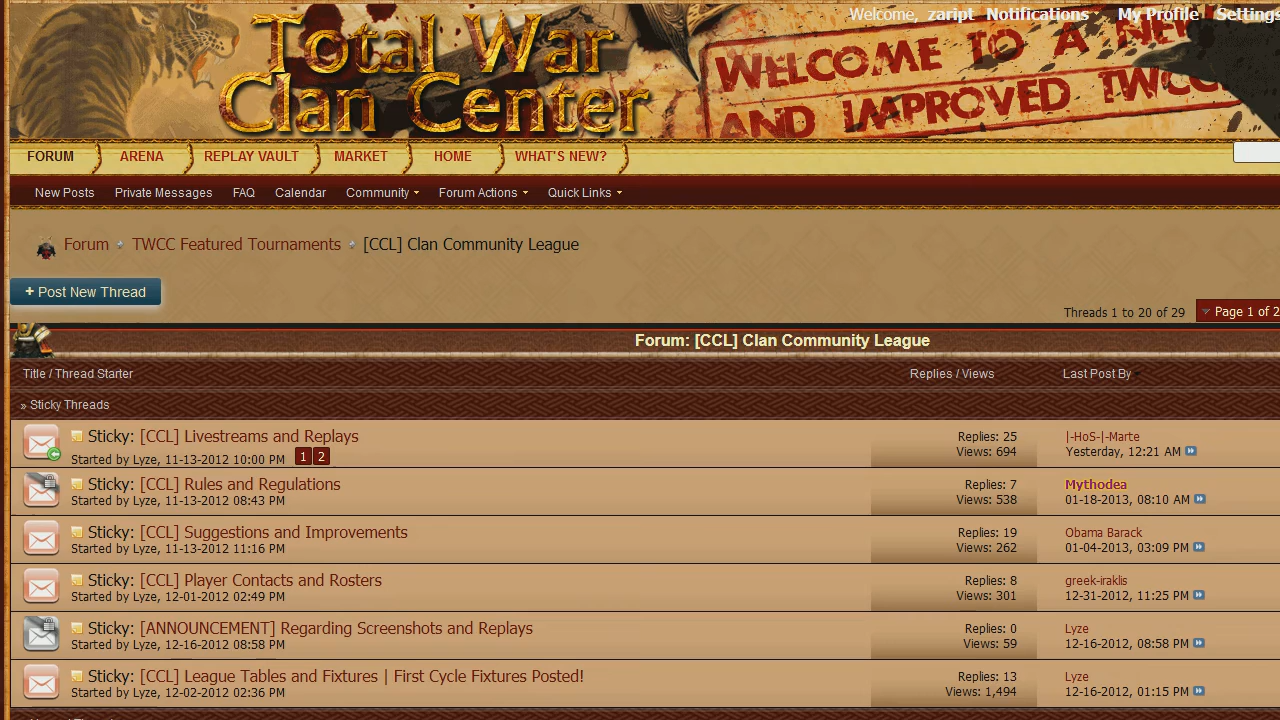 Welcome, zaript Notifications My Profile Settings
Total War
Clan Center
WELCOME TO A NEW
AND IMPROVED TWCC
FORUM ARENA REPLAY VAULT MARKET HOME WHAT'S NEW?
New Posts Private Messages FAQ Calendar Community Forum Actions Quick Links
Forum TWCC Featured Tournaments [CCL] Clan Community League
+ Post New Thread
Threads 1 to 20 of 29 Page 1 of 2
Forum: [CCL] Clan Community League
Title / Thread Starter Replies / Views Last Post By
» Sticky Threads
Sticky: [CCL] Livestreams and Replays
Started by Lyze, 11-13-2012 10:00 PM 1 2
Replies: 25
Views: 694
|-HoS-|-Marte
Yesterday, 12:21 AM
Sticky: [CCL] Rules and Regulations
Started by Lyze, 11-13-2012 08:43 PM
Replies: 7
Views: 538
Mythodea
01-18-2013, 08:10 AM
Sticky: [CCL] Suggestions and Improvements
Started by Lyze, 11-13-2012 11:16 PM
Replies: 19
Views: 262
Obama Barack
01-04-2013, 03:09 PM
Sticky: [CCL] Player Contacts and Rosters
Started by Lyze, 12-01-2012 02:49 PM
Replies: 8
Views: 301
greek-iraklis
12-31-2012, 11:25 PM
Sticky: [ANNOUNCEMENT] Regarding Screenshots and Replays
Started by Lyze, 12-16-2012 08:58 PM
Replies: 0
Views: 59
Lyze
12-16-2012, 08:58 PM
Sticky: [CCL] League Tables and Fixtures | First Cycle Fixtures Posted!
Started by Lyze, 12-02-2012 02:36 PM
Replies: 13
Views: 1,494
Lyze
12-16-2012, 01:15 PM